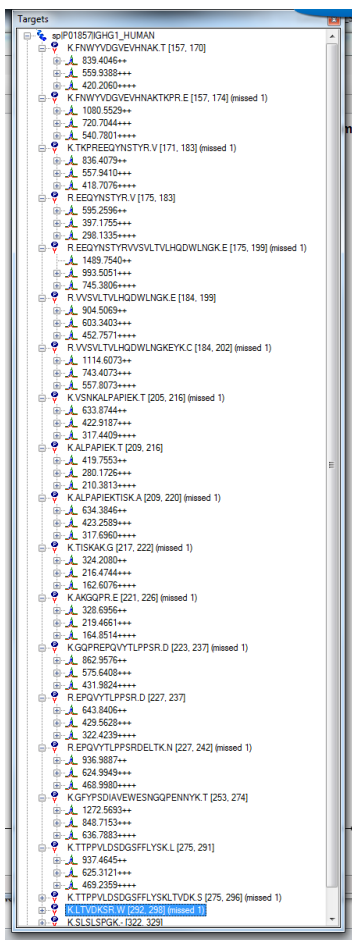 Targets
sp|P01857|IGHG1_HUMAN
K.FNWYVDGVEVHNAK.T [157, 170]
839.4046++
559.9388+++
420.2060++++
K.FNWYVDGVEVHNAKTKPR.E [157, 174] (missed 1)
1080.5529++
720.7044+++
540.7801++++
K.TKPREEQYNSTYR.V [171, 183] (missed 1)
836.4079++
557.9410+++
418.7076++++
R.EEQYNSTYR.V [175, 183]
595.2596++
397.1755+++
298.1335++++
R.EEQYNSTYRVVSVLTVLHQDWLNGK.E [175, 199] (missed 1)
1489.7540++
993.5051+++
745.3806++++
R.VVSVLTVLHQDWLNGK.E [184, 199]
904.5069++
603.3403+++
452.7571++++
R.VVSVLTVLHQDWLNGKEYK.C [184, 202] (missed 1)
1114.6073++
743.4073+++
557.8073++++
K.VSNKALPAPIEK.T [205, 216] (missed 1)
633.8744++
422.9187+++
317.4409++++
K.ALPAPIEK.T [209, 216]
419.7553++
280.1726+++
210.3813++++
K.ALPAPIEKTISK.A [209, 220] (missed 1)
634.3846++
423.2589+++
317.6960++++
K.TISKAK.G [217, 222] (missed 1)
324.2080++
216.4744+++
162.6076++++
K.AKGQPR.E [221, 226] (missed 1)
328.6956++
219.4661+++
164.8514++++
K.GQPREPQVYTLPPSR.D [223, 237] (missed 1)
862.9576++
575.6408+++
431.9824++++
R.EPQVYTLPPSR.D [227, 237]
643.8406++
429.5628+++
322.4239++++
R.EPQVYTLPPSRDELTK.N [227, 242] (missed 1)
936.9887++
624.9949+++
468.9980++++
K.GFYPSDIAVEWESNGQPENNYK.T [253, 274]
1272.5693++
848.7153+++
636.7883++++
K.TTPPVLDSDGSFFLYSK.L [275, 291]
937.4645++
625.3121+++
469.2359++++
K.TTPPVLDSDGSFFLYSKLTVDK.S [275, 296] (missed 1)
K.LTVDKSR.W [292, 298] (missed 1)
K.SLSLSPGK.- [322, 329]